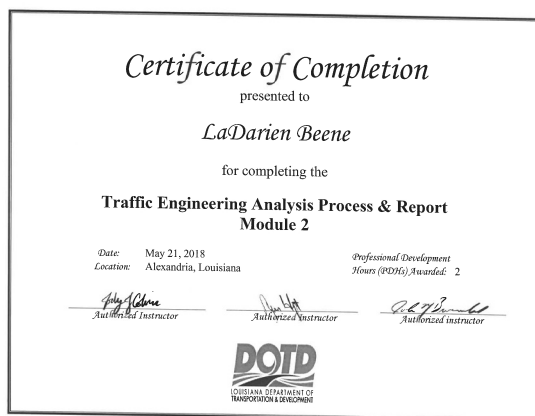 Certificate of Completion
presented to
LaDarien Beene
for completing the
Traffic Engineering Analysis Process & Report
Module 2
Date: May 21, 2018
Location: Alexandria, Louisiana
Professional Development
Hours (PDHs) Awarded: 2
Authorized Instructor
Authorized Instructor
Authorized instructor
DOTD
LOUISIANA DEPARTMENT OF
TRANSPORTATION & DEVELOPMENT